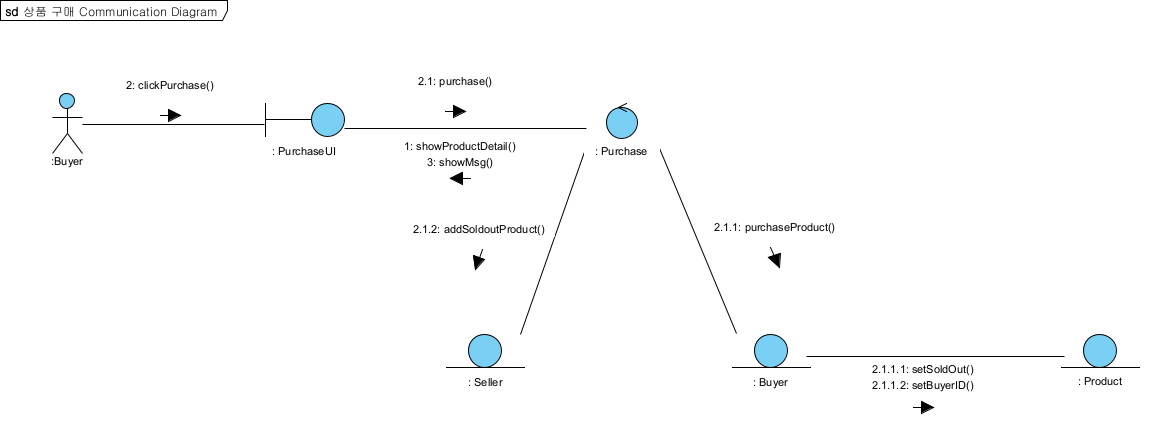 sd 상품 구매 Communication Diagram
2: clickPurchase()
2.1: purchase()
:Buyer
: PurchaseUI
1: showProductDetail()
3: showMsg()
: Purchase
2.1.2: addSoldoutProduct()
2.1.1: purchaseProduct()
: Seller
: Buyer
2.1.1.1: setSoldOut()
2.1.1.2: setBuyerID()
: Product